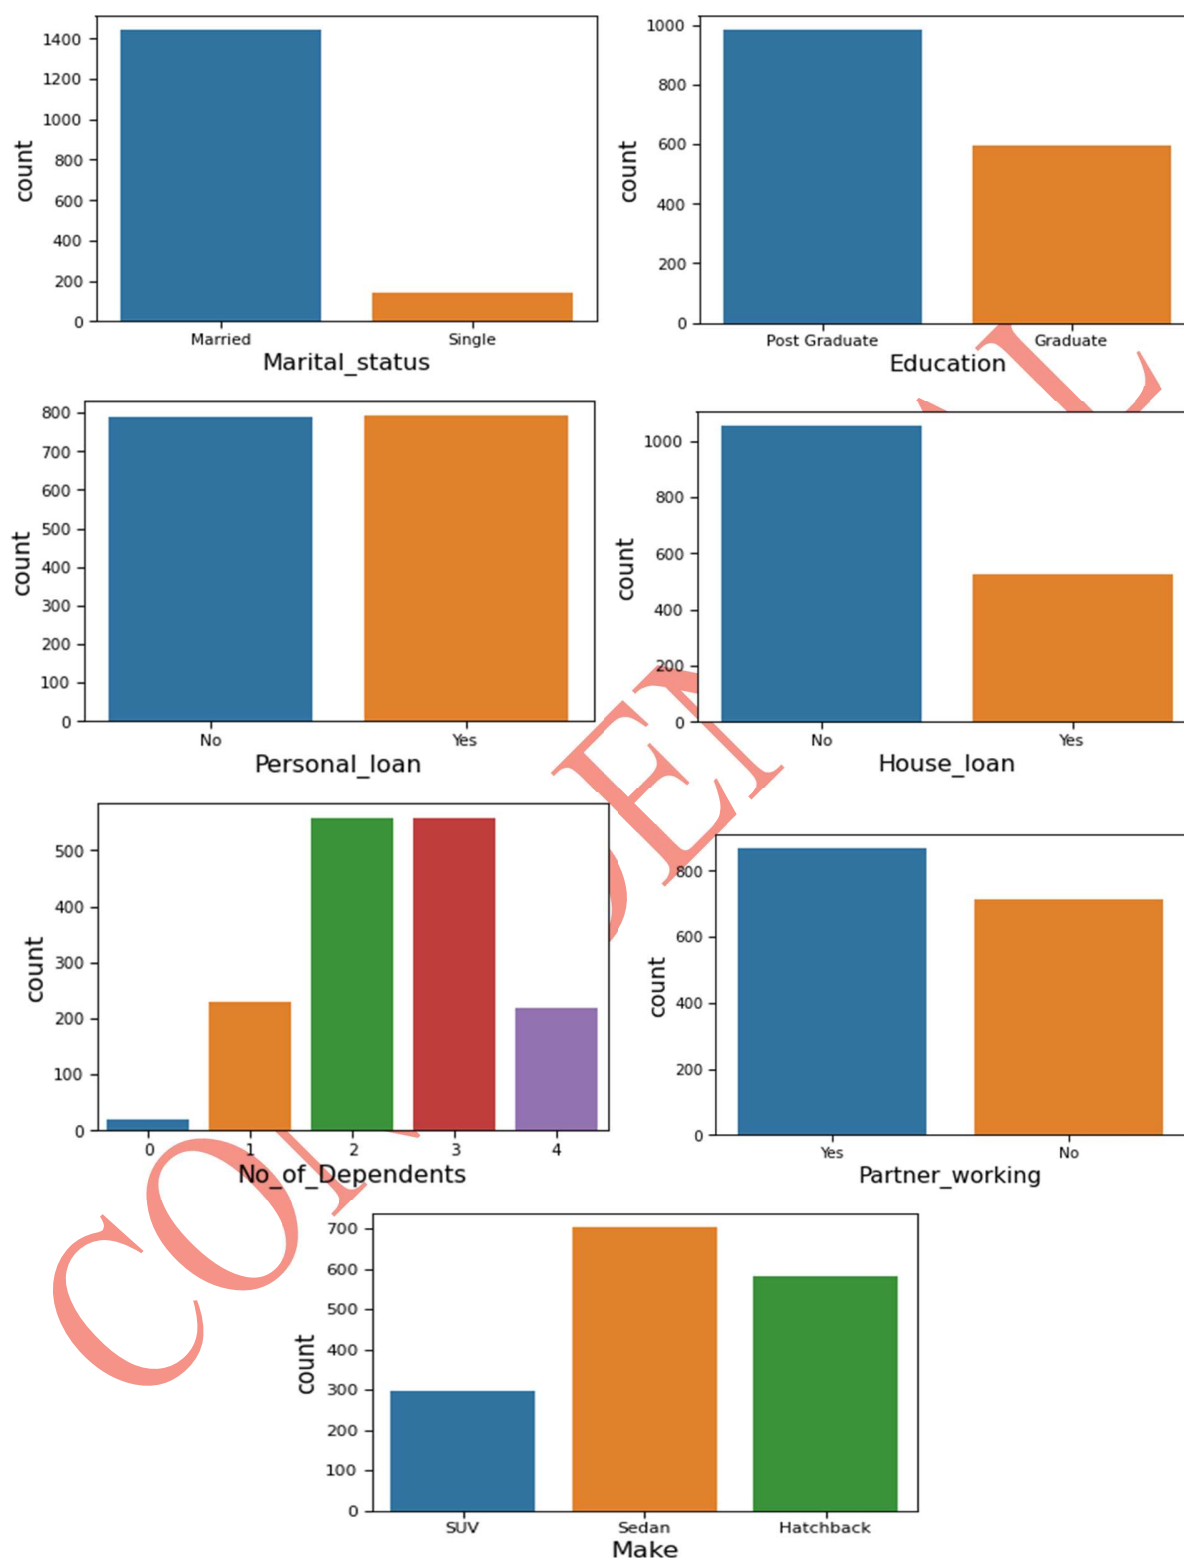 1400
1200
1000
800
600
400
200
0
count
Married Single
Marital_status
1000
800
600
400
200
0
count
Post Graduate Graduate
Education
800
700
600
500
400
300
200
100
0
count
No Yes
Personal_loan
1000
800
600
400
200
0
count
No Yes
House_loan
500
400
300
200
100
0
count
0 1 2 3 4
No_of_Dependents
800
600
400
200
0
count
Yes No
Partner_working
700
600
500
400
300
200
100
0
count
SUV Sedan Hatchback
Make